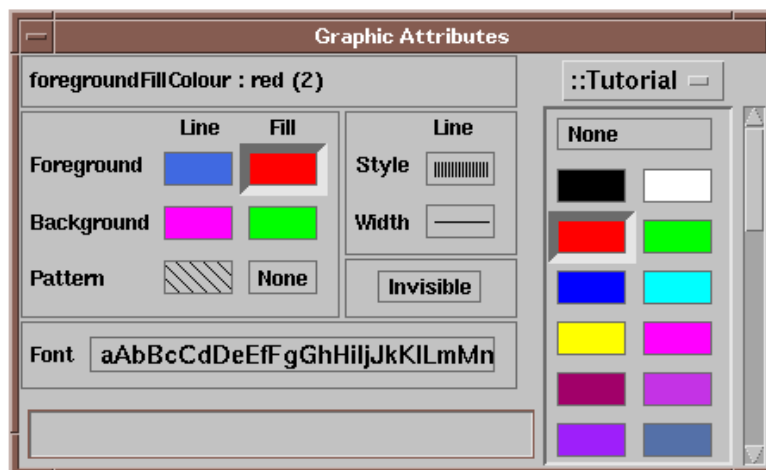 Graphic Attributes
foregroundFillColour : red (2)
::Tutorial
Line Fill
Line
None
Foreground
Style
Background
Width
Pattern
None
Invisible
Font
aAbBcCdDeEfFgGhHiIjJkKlLmMn